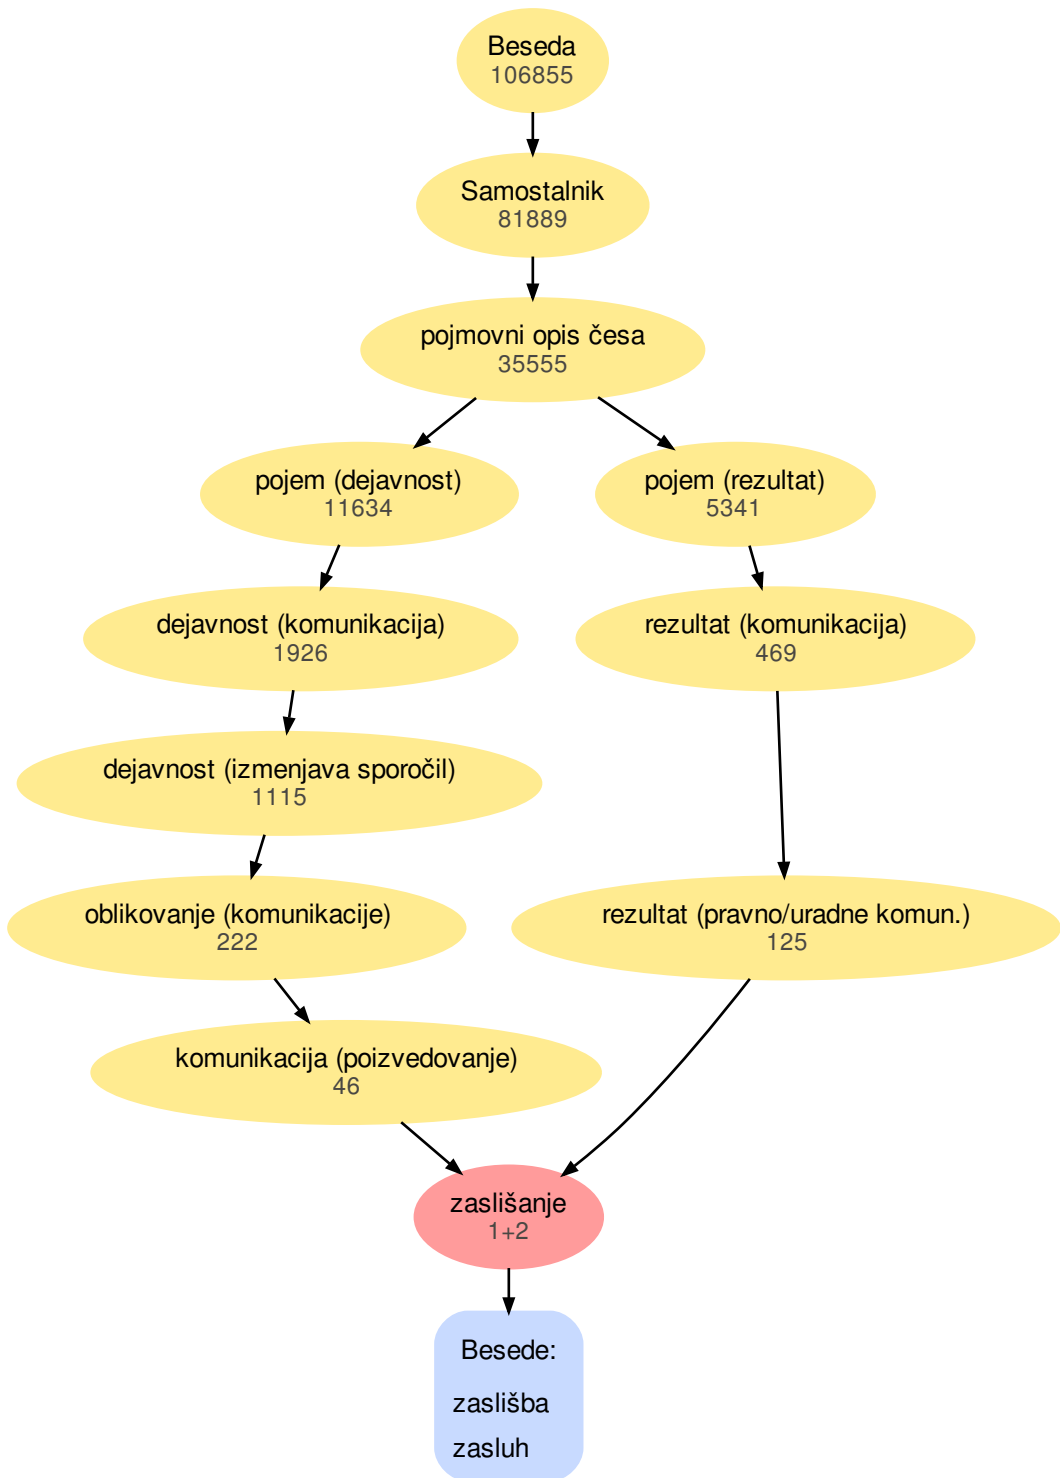 Beseda
106855
Samostalnik
81889
pojmovni opis česa
35555
pojem (dejavnost)
11634
pojem (rezultat)
5341
dejavnost (komunikacija)
1926
rezultat (komunikacija)
469
dejavnost (izmenjava sporočil)
1115
oblikovanje (komunikacije)
222
rezultat (pravno/uradne komun.)
125
komunikacija (poizvedovanje)
46
zaslišanje
1+2
Besede:
zaslišba
zasluh